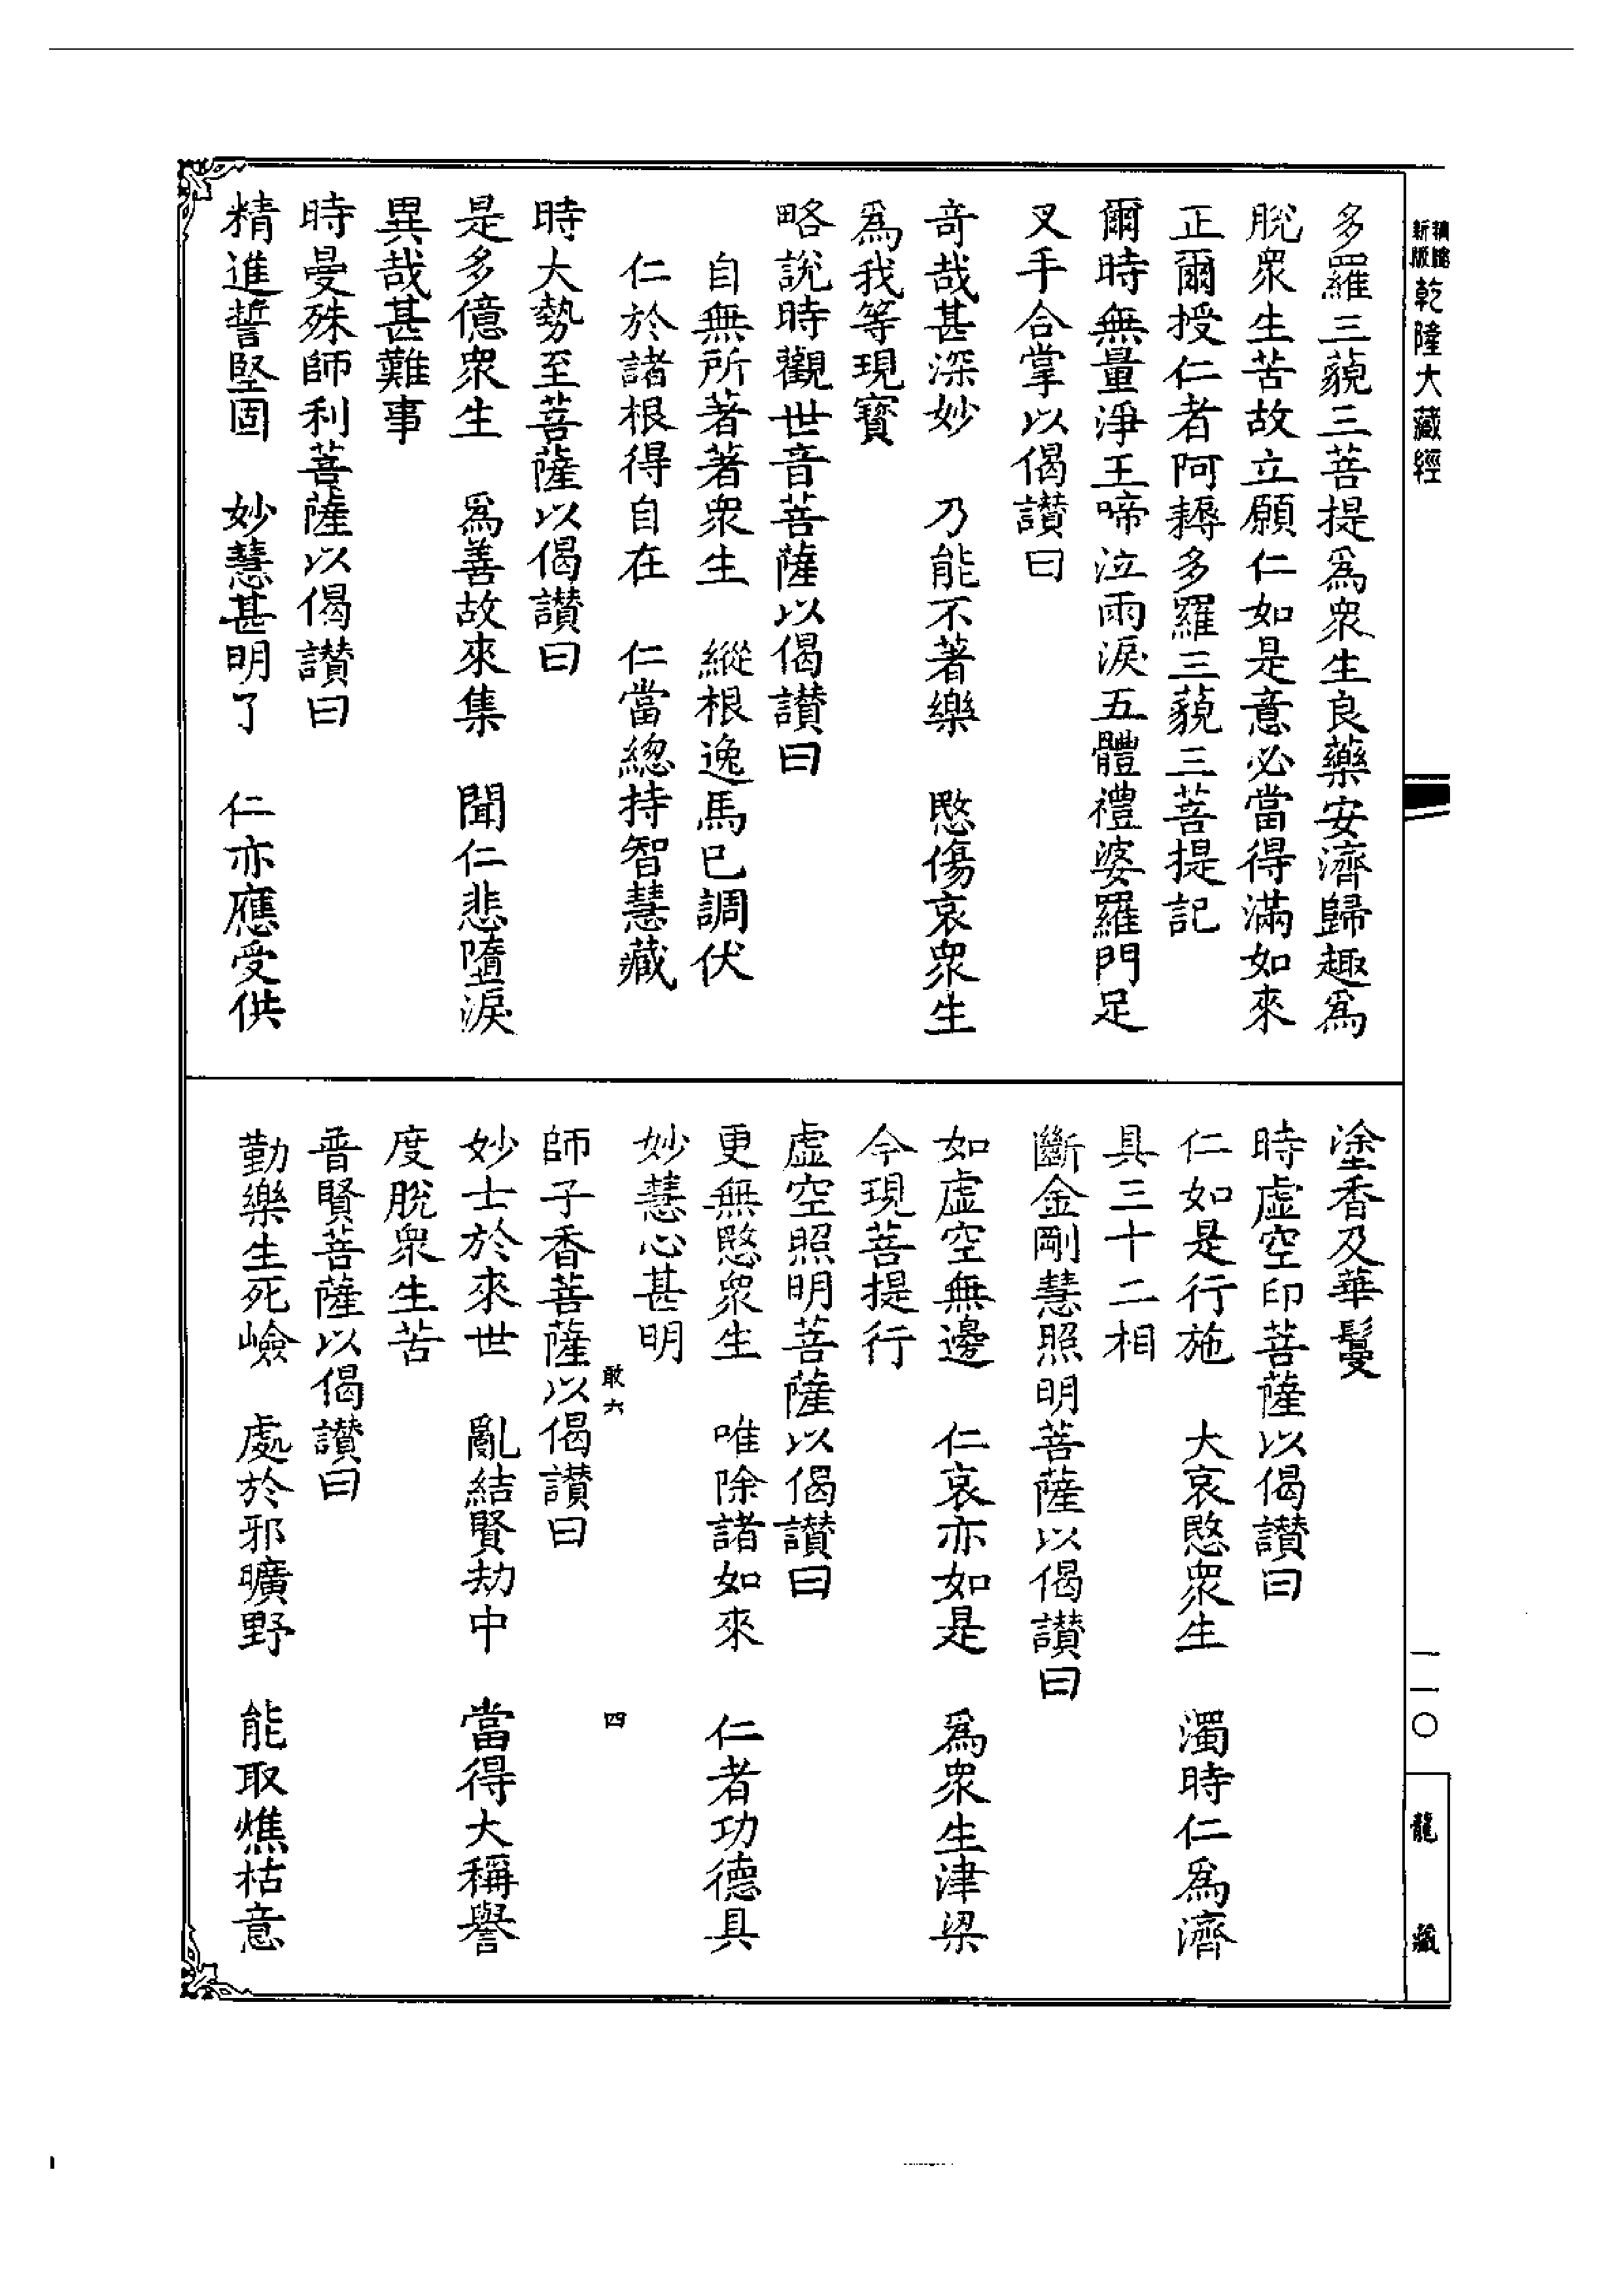 新版 乾隆大藏經
多羅三藐三菩提爲衆生良藥安濟歸趣爲
脫衆生苦故立願仁如是意必當得滿如來
正爾授仁者阿耨多羅三藐三菩提記
爾時無量淨王啼泣雨淚五體禮婆羅門足
叉手合掌以偈讃曰
奇哉甚深妙　乃能不著樂　愍傷哀衆生
爲我等現寳
略說時觀世音菩薩以偈讃曰
自無所著著衆生　縱根逸馬已調伏
仁於諸根得自在　仁當總持智慧藏
時大勢至菩薩以偈讃曰
是多億衆生　爲善故來集　聞仁悲墮淚
異哉甚難事
時曼殊師利菩薩以偈讃曰
精進誓堅固　妙慧甚明了　仁亦應受供
塗香及華鬘
時虛空印菩薩以偈讃曰
仁如是行施　大哀愍衆生　濁時仁爲濟
具三十二相
斷金剛慧照明菩薩以偈讃曰
如虛空無邊　仁哀亦如是　爲衆生津梁
今現菩提行
虛空照明菩薩以偈讃曰
更無愍衆生　唯除諸如來　仁者功德具
妙慧心甚明
敢六　四
師子香菩薩以偈讃曰
妙士於來世　亂結賢劫中　當得大稱譽
度脫衆生苦
普賢菩薩以偈讃曰
勤樂生死嶮　處於邪曠野　能取燋枯意
一一〇
龍藏